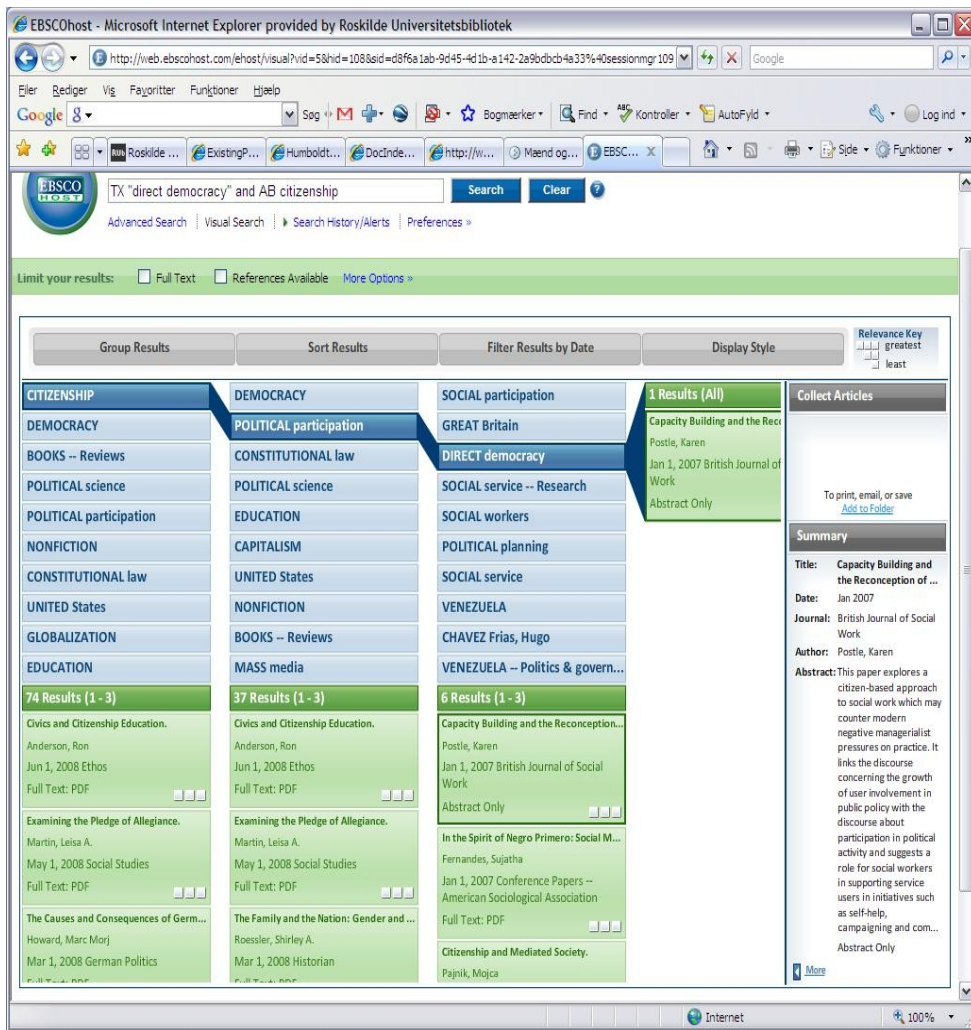 EBSCOhost - Microsoft Internet Explorer provided by Roskilde Universitetsbibliotek
http://web.ebscohost.com/ehost/visual?vid=5&hid=108&sid=d8f6a1ab-9d45-4d1b-a142-2a9bdbcb4a33%40sessionmgr109
Google
Filer Rediger Vis Favoritter Funktioner Hjælp
Google Søg Bogmærker Find Kontroller AutoFyld Log ind
Roskilde ... ExistingP... Humboldt... DocInde... http://w... Mænd og... EBSC... X Side Funktioner
EBSCO HOST
TX "direct democracy" and AB citizenship
Search Clear ?
Advanced Search Visual Search Search History/Alerts Preferences »
Limit your results: Full Text References Available More Options »
Group Results Sort Results Filter Results by Date Display Style
Relevance Key
greatest
least
CITIZENSHIP
DEMOCRACY
BOOKS -- Reviews
POLITICAL science
POLITICAL participation
NONFICTION
CONSTITUTIONAL law
UNITED States
GLOBALIZATION
EDUCATION
74 Results (1 - 3)
Civics and Citizenship Education.
Anderson, Ron
Jun 1, 2008 Ethos
Full Text: PDF
Examining the Pledge of Allegiance.
Martin, Leisa A.
May 1, 2008 Social Studies
Full Text: PDF
The Causes and Consequences of Germ...
Howard, Marc Morj
Mar 1, 2008 German Politics
Full Text: PDF
DEMOCRACY
POLITICAL participation
CONSTITUTIONAL law
POLITICAL science
EDUCATION
CAPITALISM
UNITED States
NONFICTION
BOOKS -- Reviews
MASS media
37 Results (1 - 3)
Civics and Citizenship Education.
Anderson, Ron
Jun 1, 2008 Ethos
Full Text: PDF
Examining the Pledge of Allegiance.
Martin, Leisa A.
May 1, 2008 Social Studies
Full Text: PDF
The Family and the Nation: Gender and ...
Roessler, Shirley A.
Mar 1, 2008 Historian
Full Text: PDF
SOCIAL participation
GREAT Britain
DIRECT democracy
SOCIAL service -- Research
SOCIAL workers
POLITICAL planning
SOCIAL service
VENEZUELA
CHAVEZ Frias, Hugo
VENEZUELA -- Politics & govern...
6 Results (1 - 3)
Capacity Building and the Reconception...
Postle, Karen
Jan 1, 2007 British Journal of Social
Work
Abstract Only
In the Spirit of Negro Primero: Social M...
Fernandes, Sujatha
Jan 1, 2007 Conference Papers --
American Sociological Association
Full Text: PDF
Citizenship and Mediated Society.
Pajnik, Mojca
1 Results (All)
Capacity Building and the Reco
Postle, Karen
Jan 1, 2007 British Journal of
Work
Abstract Only
Collect Articles
To print, email, or save
Add to Folder
Summary
Title: Capacity Building and
the Reconception of ...
Date: Jan 2007
Journal: British Journal of Social
Work
Author: Postle, Karen
Abstract: This paper explores a
citizen-based approach
to social work which may
counter modern
negative managerialist
pressures on practice. It
links the discourse
concerning the growth
of user involvement in
public policy with the
discourse about
participation in political
activity and suggests a
role for social workers
in supporting service
users in initiatives such
as self-help,
campaigning and com...
Abstract Only
More
Internet 100%